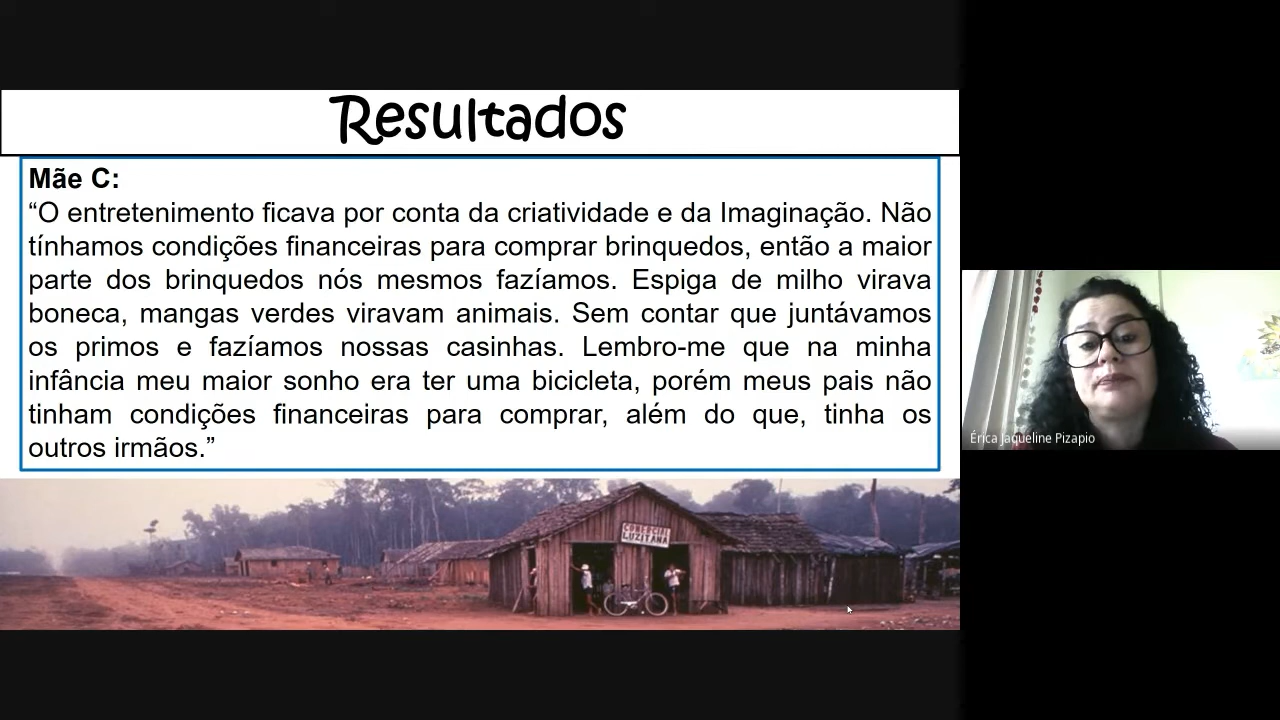 Resultados
Mãe C:
“O entretenimento ficava por conta da criatividade e da Imaginação. Não
tínhamos condições financeiras para comprar brinquedos, então a maior
parte dos brinquedos nós mesmos fazíamos. Espiga de milho virava
boneca, mangas verdes viravam animais. Sem contar que juntávamos
os primos e fazíamos nossas casinhas. Lembro-me que na minha
infância meu maior sonho era ter uma bicicleta, porém meus pais não
tinham condições financeiras para comprar, além do que, tinha os
outros irmãos.”
COMERCIAL
LUZITANA
Érica Jaqueline Pizapio